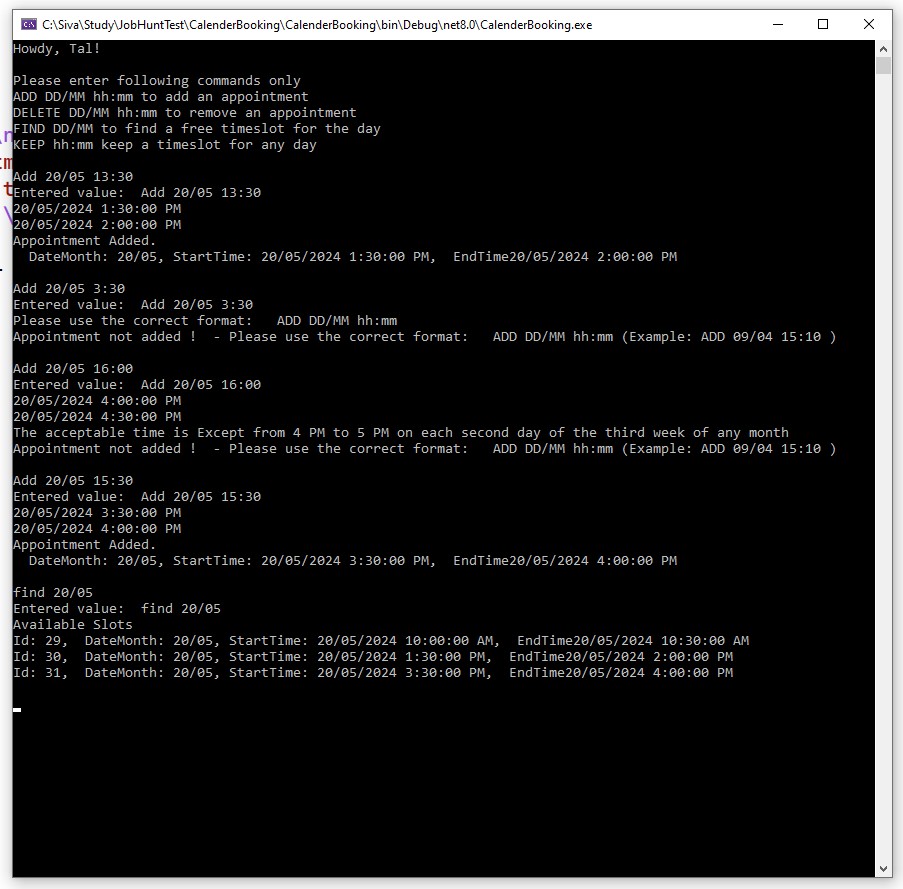 C:\Siva\Study\JobHuntTest\CalenderBooking\CalenderBooking\bin\Debug\net8.0\CalenderBooking.exe
Howdy, Tal!
Please enter following commands only
ADD DD/MM hh:mm to add an appointment
DELETE DD/MM hh:mm to remove an appointment
FIND DD/MM to find a free timeslot for the day
KEEP hh:mm keep a timeslot for any day
Add 20/05 13:30
Entered value:  Add 20/05 13:30
20/05/2024 1:30:00 PM
20/05/2024 2:00:00 PM
Appointment Added.
  DateMonth: 20/05, StartTime: 20/05/2024 1:30:00 PM,  EndTime20/05/2024 2:00:00 PM
Add 20/05 3:30
Entered value:  Add 20/05 3:30
Please use the correct format:   ADD DD/MM hh:mm
Appointment not added !  - Please use the correct format:   ADD DD/MM hh:mm (Example: ADD 09/04 15:10 )
Add 20/05 16:00
Entered value:  Add 20/05 16:00
20/05/2024 4:00:00 PM
20/05/2024 4:30:00 PM
The acceptable time is Except from 4 PM to 5 PM on each second day of the third week of any month
Appointment not added !  - Please use the correct format:   ADD DD/MM hh:mm (Example: ADD 09/04 15:10 )
Add 20/05 15:30
Entered value:  Add 20/05 15:30
20/05/2024 3:30:00 PM
20/05/2024 4:00:00 PM
Appointment Added.
  DateMonth: 20/05, StartTime: 20/05/2024 3:30:00 PM,  EndTime20/05/2024 4:00:00 PM
find 20/05
Entered value:  find 20/05
Available Slots
Id: 29,  DateMonth: 20/05, StartTime: 20/05/2024 10:00:00 AM,  EndTime20/05/2024 10:30:00 AM
Id: 30,  DateMonth: 20/05, StartTime: 20/05/2024 1:30:00 PM,  EndTime20/05/2024 2:00:00 PM
Id: 31,  DateMonth: 20/05, StartTime: 20/05/2024 3:30:00 PM,  EndTime20/05/2024 4:00:00 PM